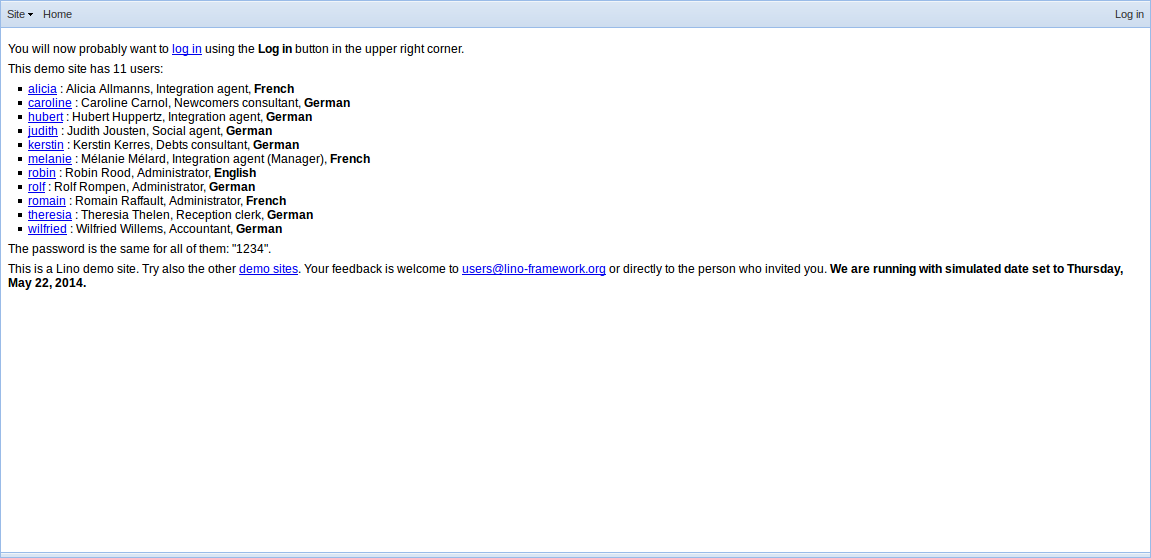 Site Home Log in
You will now probably want to log in using the Log in button in the upper right corner.
This demo site has 11 users:
alicia : Alicia Allmanns, Integration agent, French
caroline : Caroline Carnol, Newcomers consultant, German
hubert : Hubert Huppertz, Integration agent, German
judith : Judith Jousten, Social agent, German
kerstin : Kerstin Kerres, Debts consultant, German
melanie : Mélanie Mélard, Integration agent (Manager), French
robin : Robin Rood, Administrator, English
rolf : Rolf Rompen, Administrator, German
romain : Romain Raffault, Administrator, French
theresia : Theresia Thelen, Reception clerk, German
wilfried : Wilfried Willems, Accountant, German
The password is the same for all of them: "1234".
This is a Lino demo site. Try also the other demo sites. Your feedback is welcome to users@lino-framework.org or directly to the person who invited you. We are running with simulated date set to Thursday,
May 22, 2014.